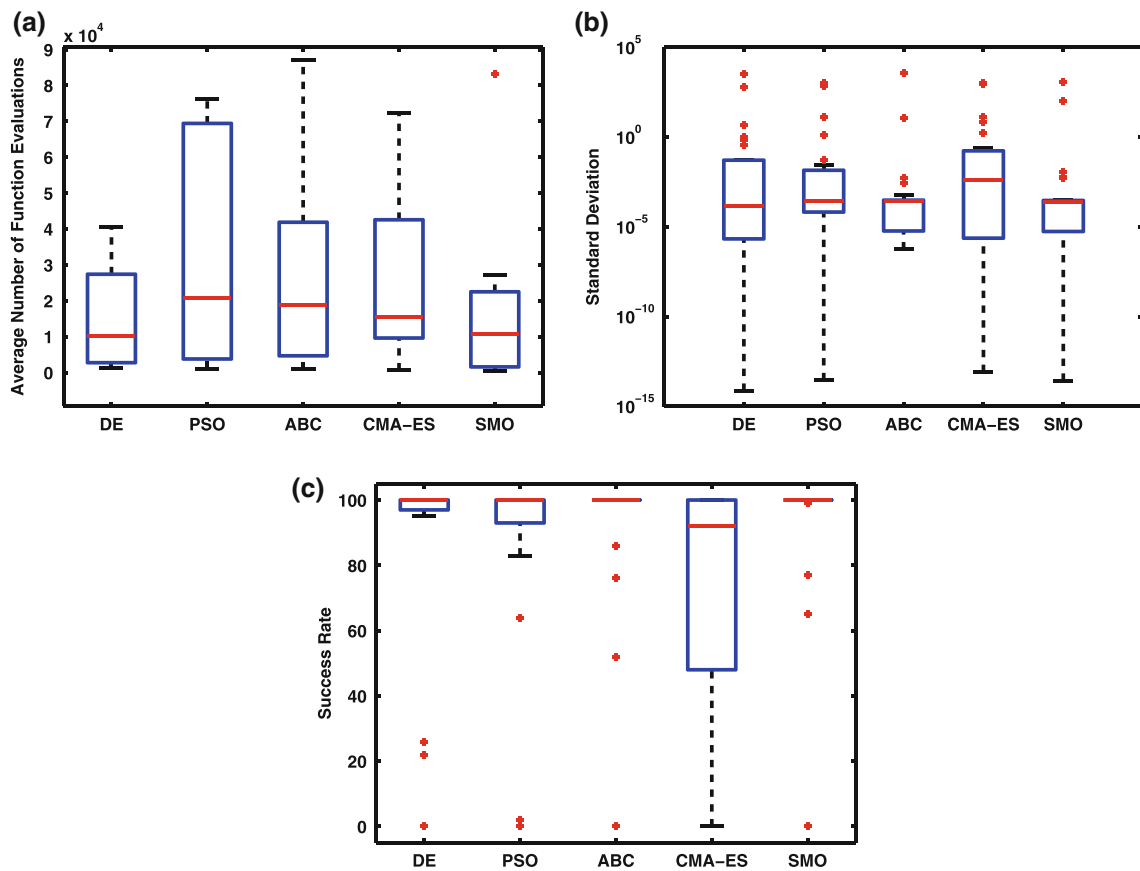 (a)
x 10^4
9
8
7
6
5
4
3
2
1
0
Average Number of Function Evaluations
DE PSO ABC CMA−ES SMO
(b)
10^5
10^0
10^−5
10^−10
10^−15
Standard Deviation
DE PSO ABC CMA−ES SMO
(c)
100
80
60
40
20
0
Success Rate
DE PSO ABC CMA−ES SMO